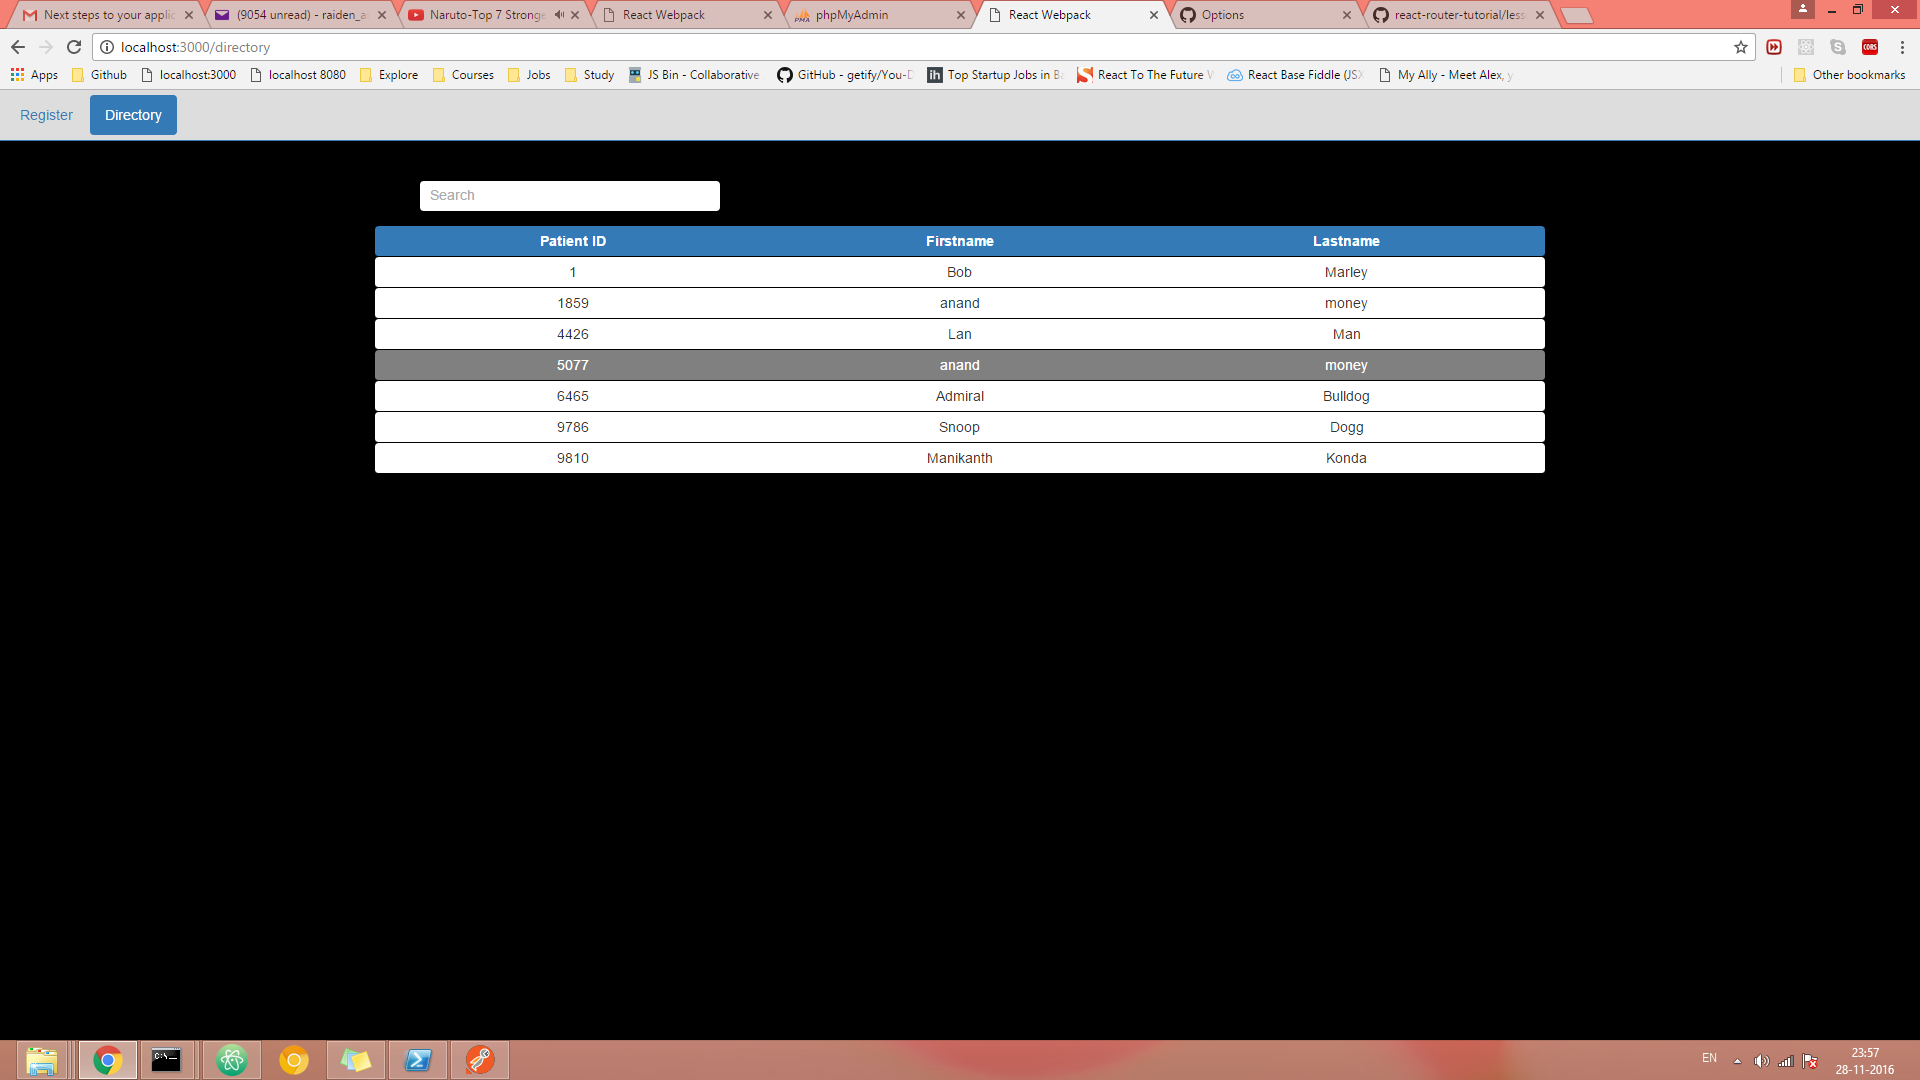 Next steps to your applic
(9054 unread) - raiden_a
Naruto-Top 7 Stronge
React Webpack
phpMyAdmin
React Webpack
Options
react-router-tutorial/less
localhost:3000/directory
Apps
Github
localhost:3000
localhost 8080
Explore
Courses
Jobs
Study
JS Bin - Collaborative
GitHub - getify/You-D
Top Startup Jobs in Ba
React To The Future W
React Base Fiddle (JSX
My Ally - Meet Alex, y
Other bookmarks
Register
Directory
Search
Patient ID Firstname Lastname
1 Bob Marley
1859 anand money
4426 Lan Man
5077 anand money
6465 Admiral Bulldog
9786 Snoop Dogg
9810 Manikanth Konda
EN
23:57
28-11-2016